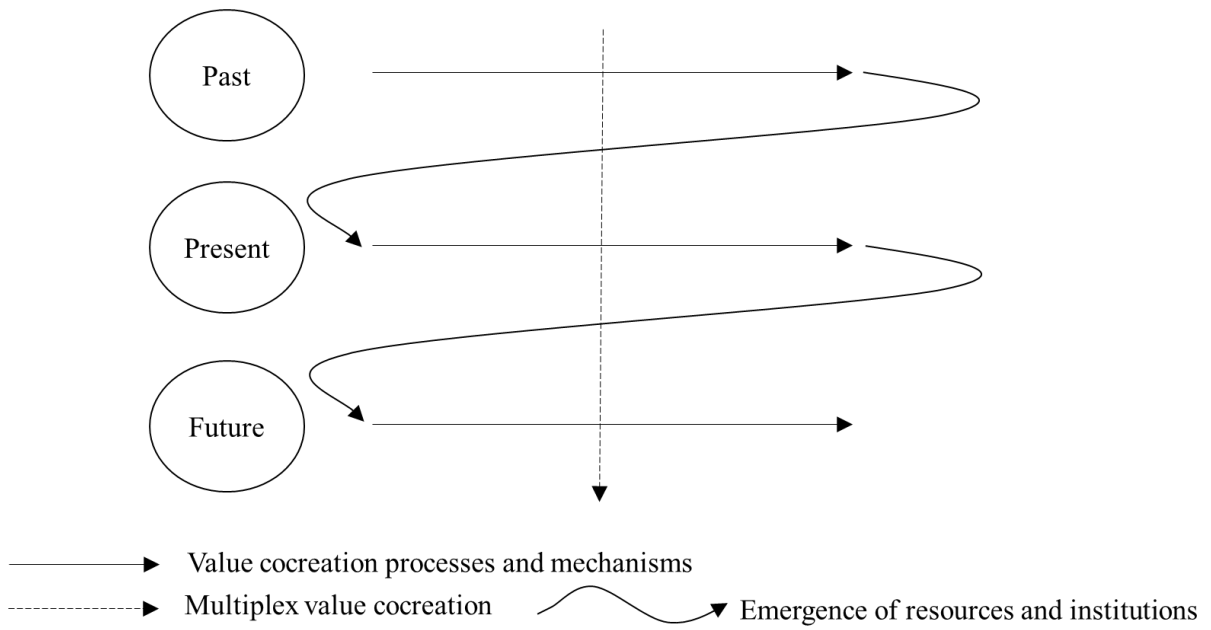 Past
Present
Future
Value cocreation processes and mechanisms
Multiplex value cocreation
Emergence of resources and institutions